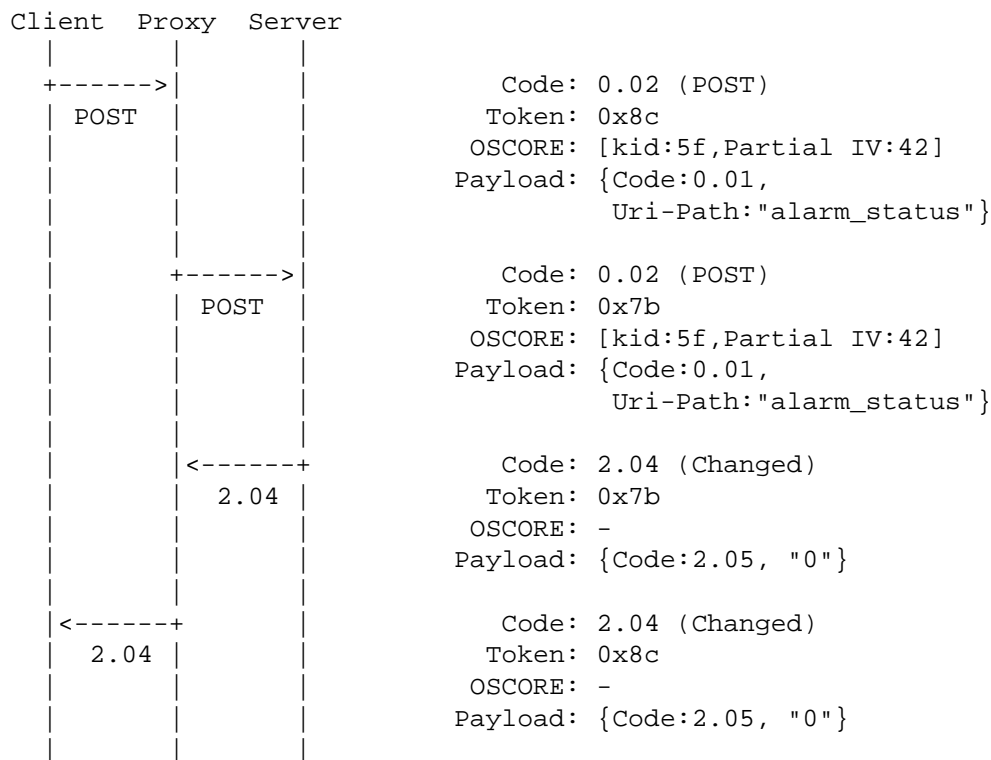 Client  Proxy  Server
  |       |       |
  +------>|       |            Code: 0.02 (POST)
  | POST  |       |           Token: 0x8c
  |       |       |          OSCORE: [kid:5f,Partial IV:42]
  |       |       |         Payload: {Code:0.01,
  |       |       |                   Uri-Path:"alarm_status"}
  |       |       |
  |       +------>|            Code: 0.02 (POST)
  |       | POST  |           Token: 0x7b
  |       |       |          OSCORE: [kid:5f,Partial IV:42]
  |       |       |         Payload: {Code:0.01,
  |       |       |                   Uri-Path:"alarm_status"}
  |       |       |
  |       |<------+            Code: 2.04 (Changed)
  |       |  2.04 |           Token: 0x7b
  |       |       |          OSCORE: -
  |       |       |         Payload: {Code:2.05, "0"}
  |       |       |
  |<------+       |            Code: 2.04 (Changed)
  |  2.04 |       |           Token: 0x8c
  |       |       |          OSCORE: -
  |       |       |         Payload: {Code:2.05, "0"}
  |       |       |